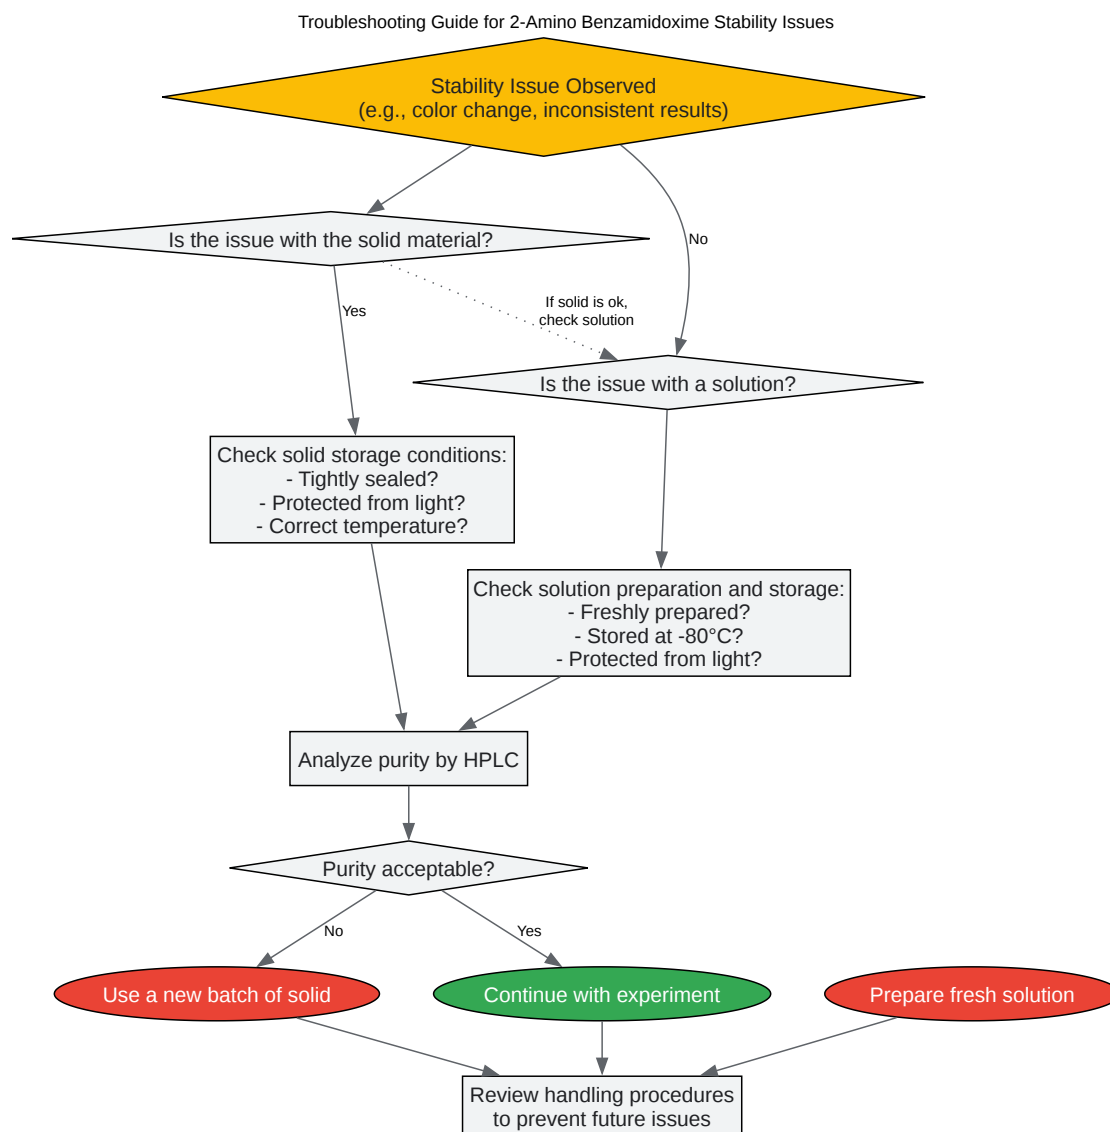 Troubleshooting Guide for 2-Amino Benzamidoxime Stability Issues
Stability Issue Observed
(e.g., color change, inconsistent results)
Is the issue with the solid material?
No
Yes
If solid is ok,
check solution
Is the issue with a solution?
Check solid storage conditions:
- Tightly sealed?
- Protected from light?
- Correct temperature?
Check solution preparation and storage:
- Freshly prepared?
- Stored at -80°C?
- Protected from light?
Analyze purity by HPLC
Purity acceptable?
No
Yes
Use a new batch of solid
Continue with experiment
Prepare fresh solution
Review handling procedures
to prevent future issues